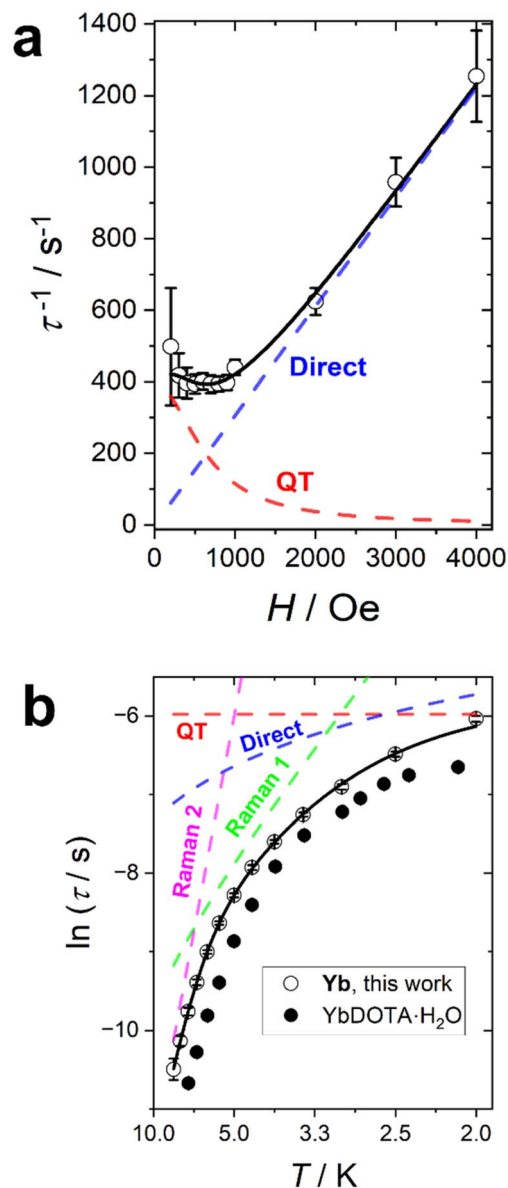 a
1400
1200
1000
800
600
400
200
0
τ⁻¹ / s⁻¹
Direct
QT
0 1000 2000 3000 4000
H / Oe
b
−6
−8
−10
ln (τ / s)
QT
Direct
Raman 1
Raman 2
Yb, this work
YbDOTA·H₂O
10.0 5.0 3.3 2.5 2.0
T / K